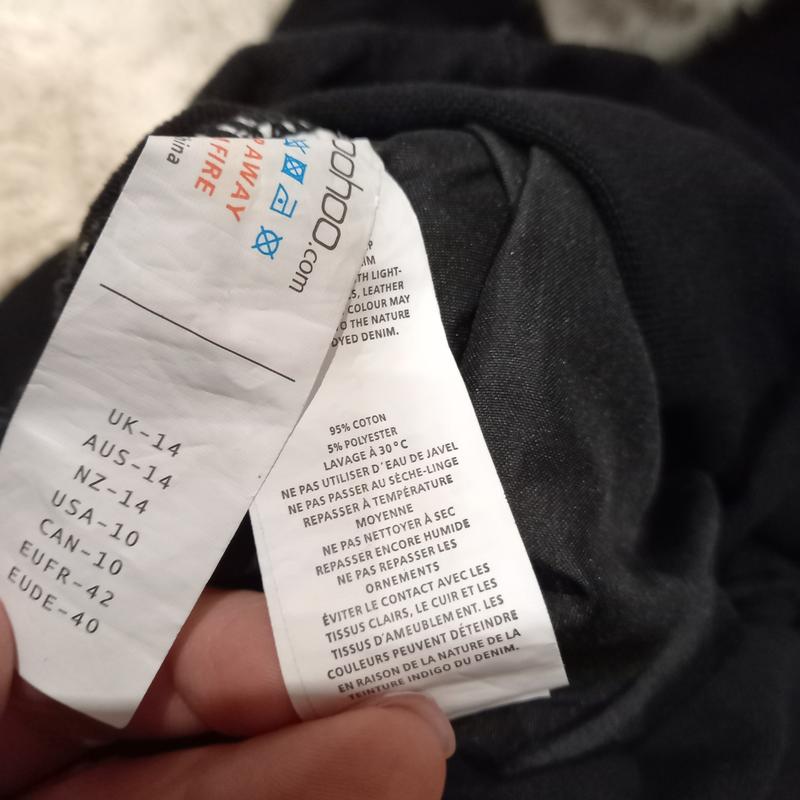 oohoo.com
AWAY
FIRE
UK-14
AUS-14
NZ-14
USA-10
CAN-10
EUFR-42
EUDE-40
LIGHT-
LEATHER
COLOUR MAY
THE NATURE
DENIM.
95% COTON
5% POLYESTER
LAVAGE À 30°C
NE PAS UTILISER D'EAU DE JAVEL
NE PAS PASSER AU SÈCHE-LINGE
REPASSER À TEMPÉRATURE
MOYENNE
NE PAS NETTOYER À SEC
REPASSER ENCORE HUMIDE
NE PAS REPASSER LES
ORNEMENTS
ÉVITER LE CONTACT AVEC LES
TISSUS CLAIRS, LE CUIR ET LES
TISSUS D'AMEUBLEMENT. LES
COULEURS PEUVENT DÉTEINDRE
EN RAISON DE LA NATURE DE LA
TEINTURE INDIGO DU DENIM.